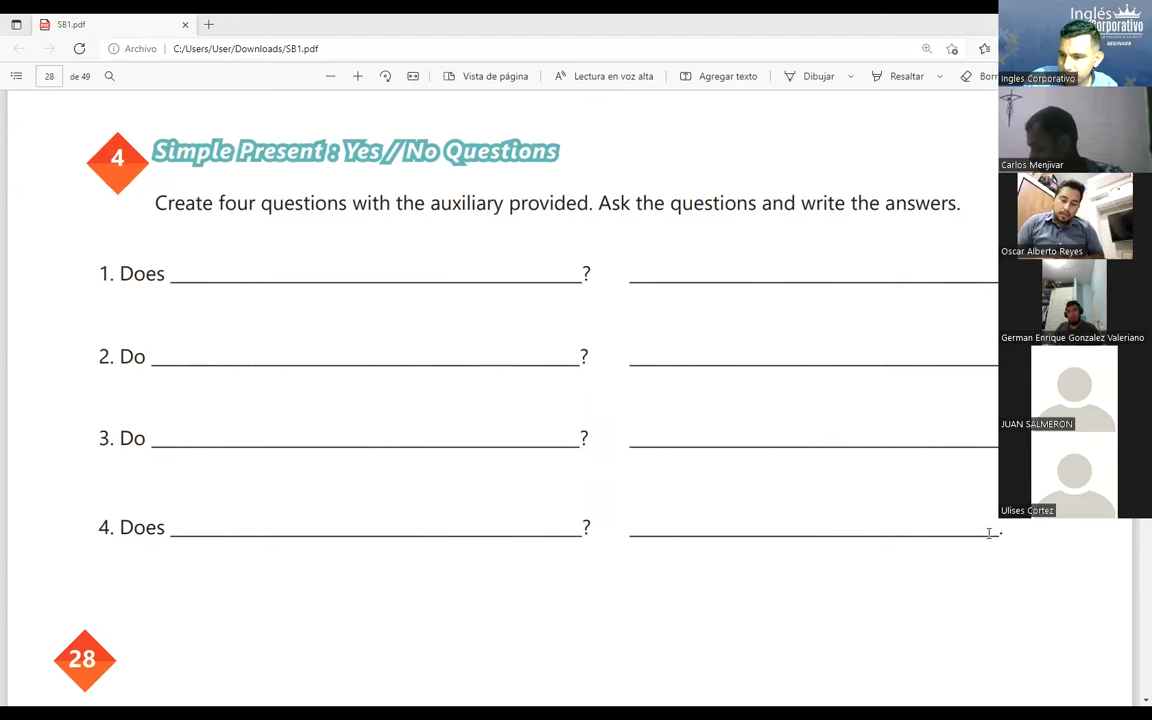 SB1.pdf
Archivo C:/Users/User/Downloads/SB1.pdf
28 de 49 Vista de página Lectura en voz alta Agregar texto Dibujar Resaltar
4
Simple Present : Yes / No Questions
Create four questions with the auxiliary provided. Ask the questions and write the answers.
1. Does ?
2. Do ?
3. Do ?
4. Does ? .
28
Inglés
Corporativo
BEGINNER
Ingles Corporativo
Carlos Menjivar
Oscar Alberto Reyes
German Enrique Gonzalez Valeriano
JUAN SALMERON
Ulises Cortez